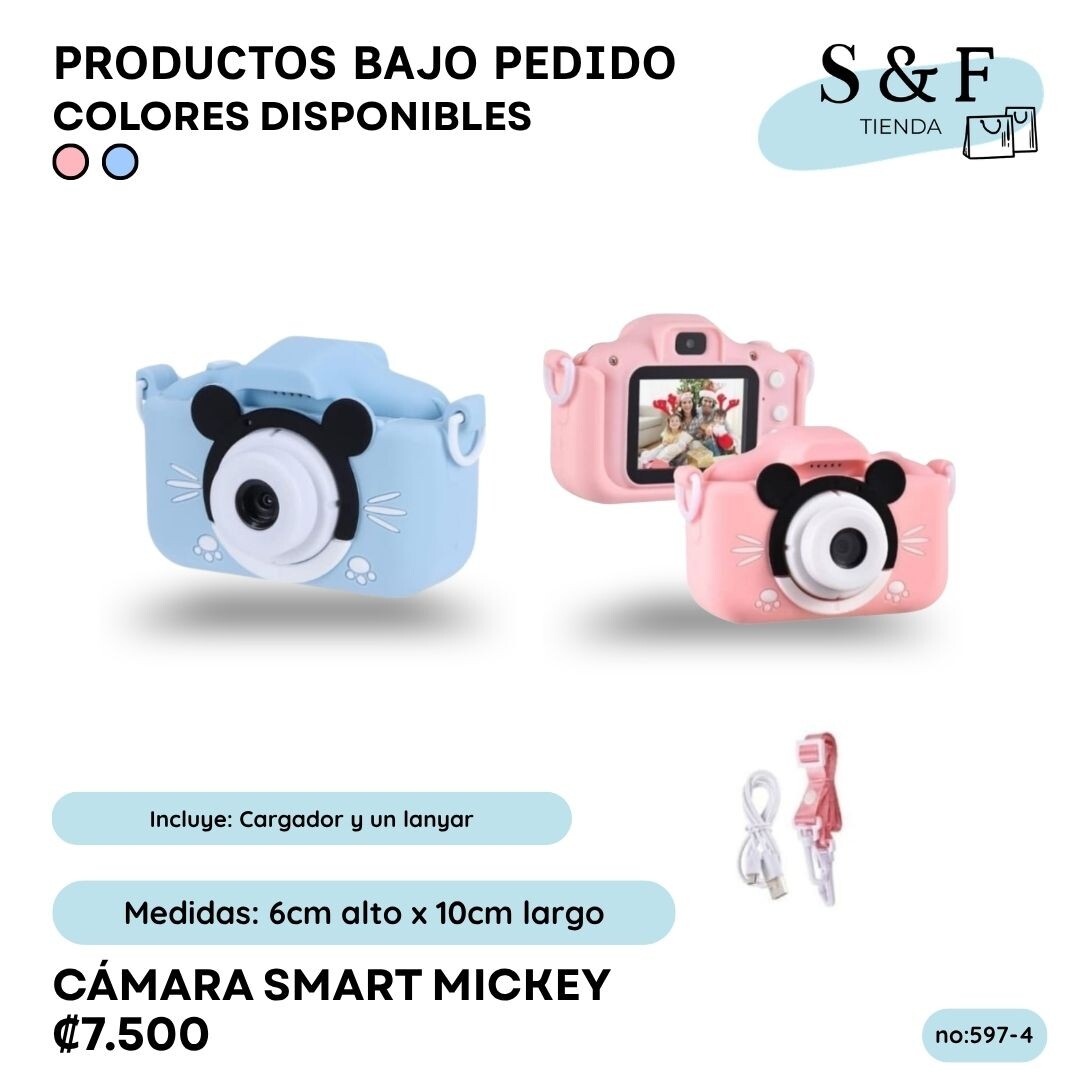 PRODUCTOS BAJO PEDIDO
COLORES DISPONIBLES
S & F
TIENDA
Incluye: Cargador y un lanyar
Medidas: 6cm alto x 10cm largo
CÁMARA SMART MICKEY
₡7.500
no:597-4